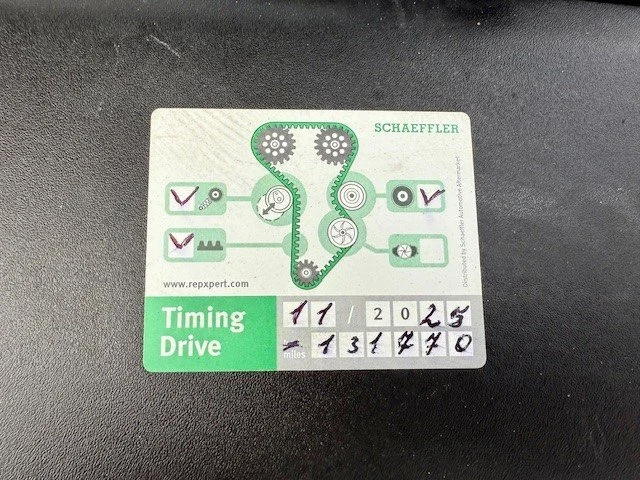 SCHAEFFLER
www.repxpert.com
Distributed by Schaeffler Automotive Aftermarket
Timing
Drive
11 / 2025
- 131770
miles